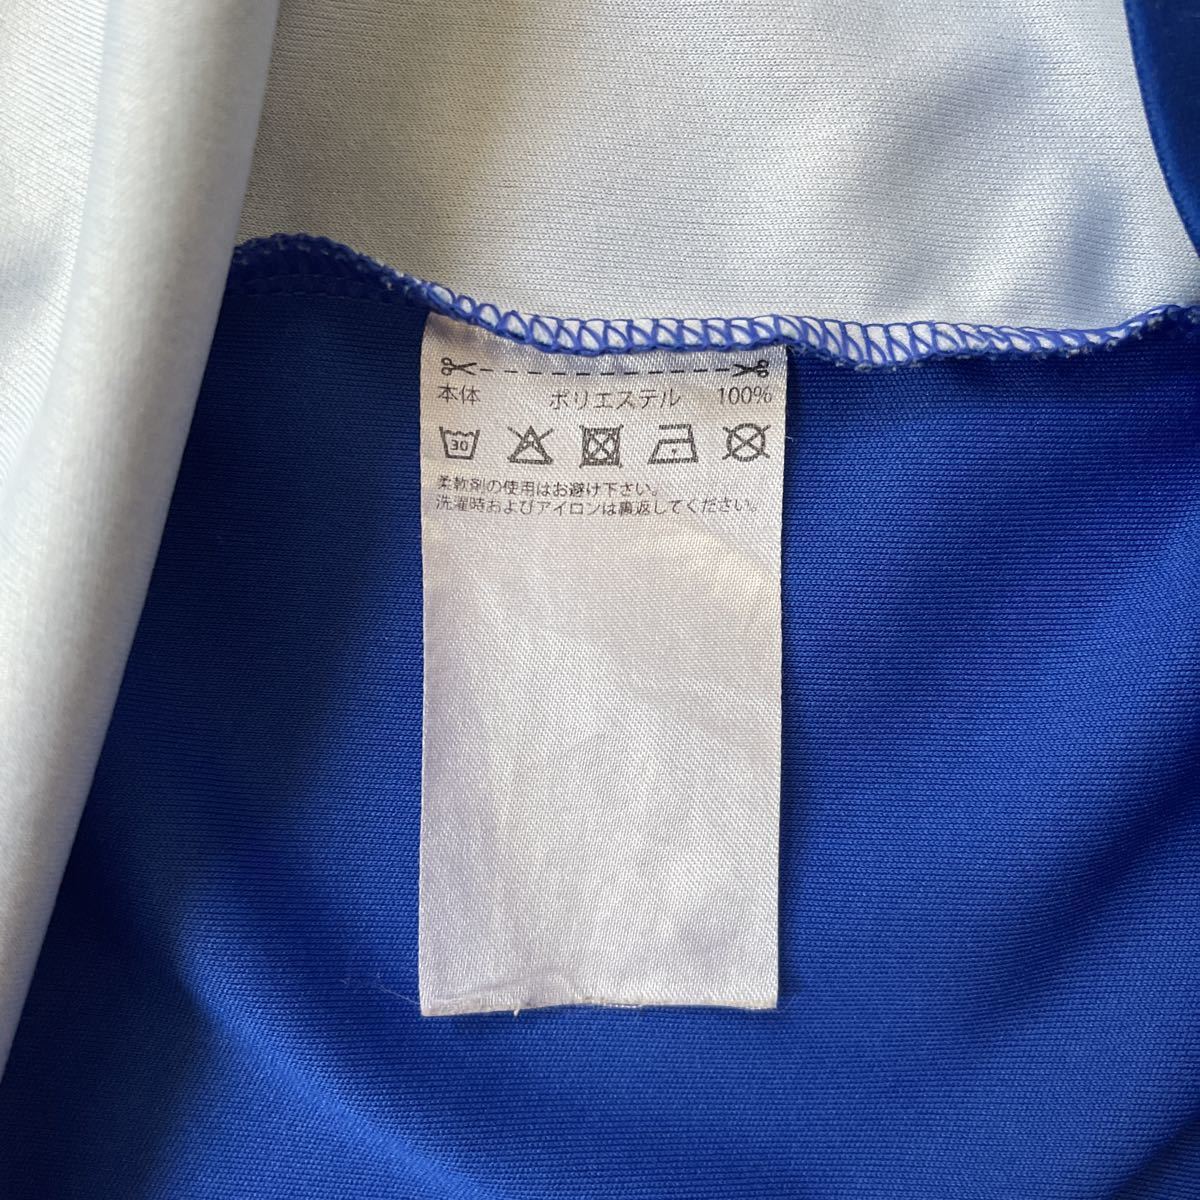 本体 ポリエステル 100%
30
柔軟剤の使用はお避け下さい。
洗濯時およびアイロンは裏返してください。